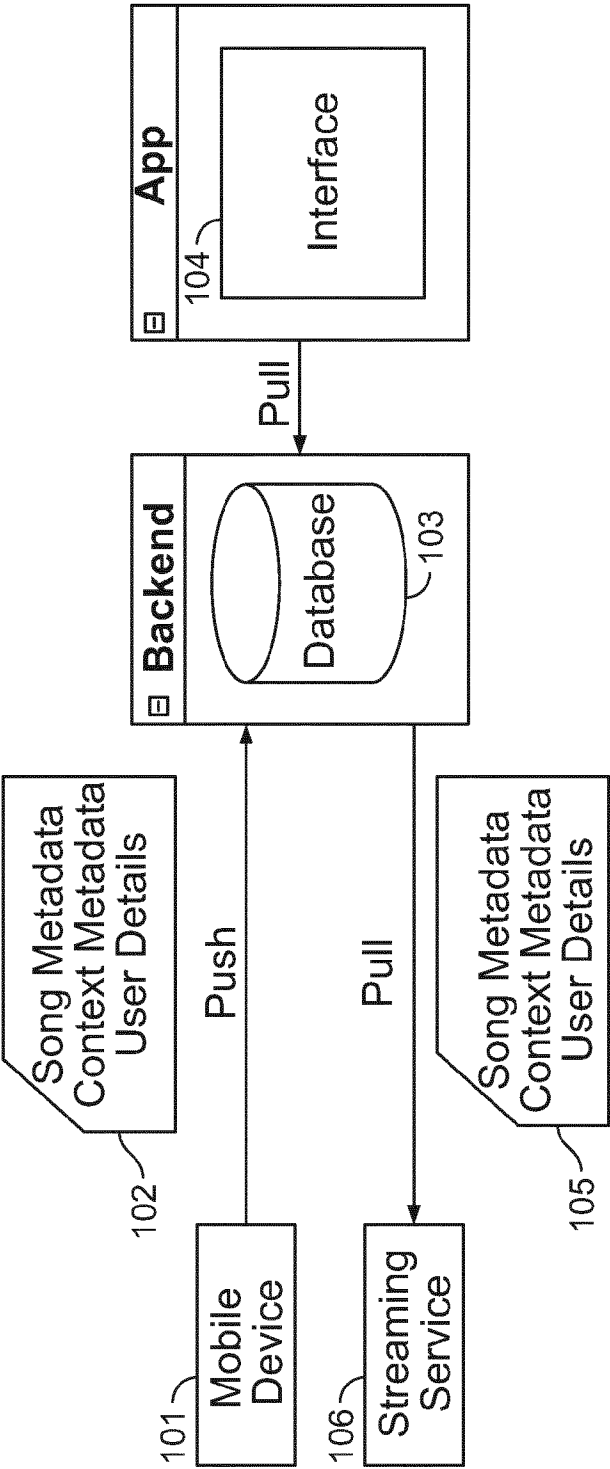 Song Metadata
Context Metadata
User Details
102
101
Mobile
Device
Push
Backend
Database
103
Pull
App
104
Interface
106
Streaming
Service
Pull
Song Metadata
Context Metadata
User Details
105